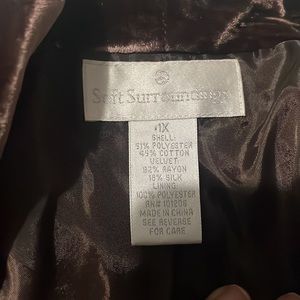 Soft Surroundings
1X
SHELL:
51% POLYESTER
49% COTTON
VELVET:
82% RAYON
18% SILK
LINING:
100% POLYESTER
RN# 101206
MADE IN CHINA
SEE REVERSE
FOR CARE